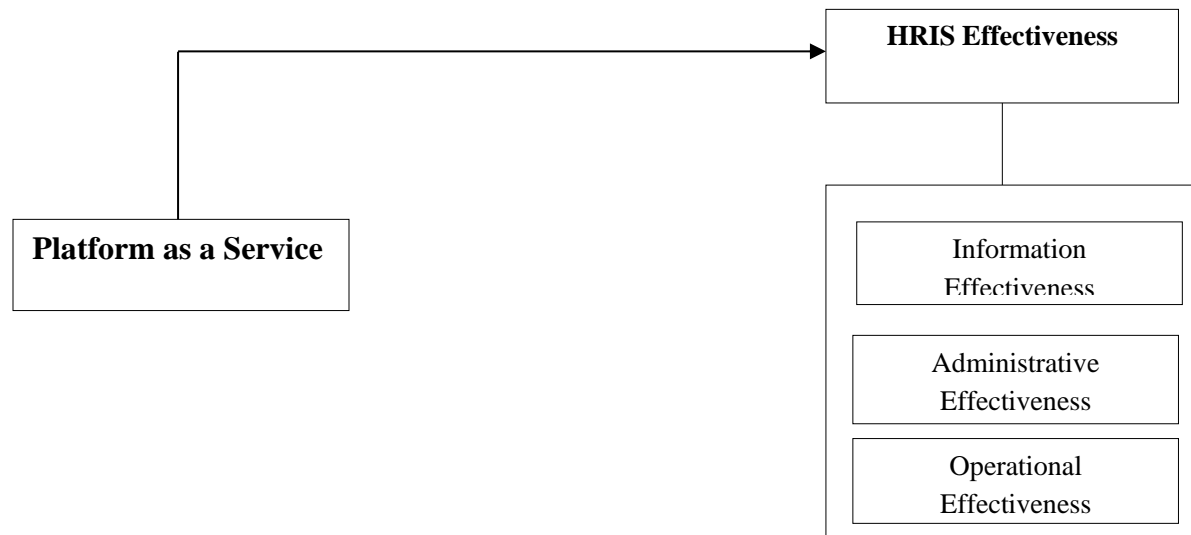 HRIS Effectiveness
Platform as a Service
Information
Effectiveness
Administrative
Effectiveness
Operational
Effectiveness